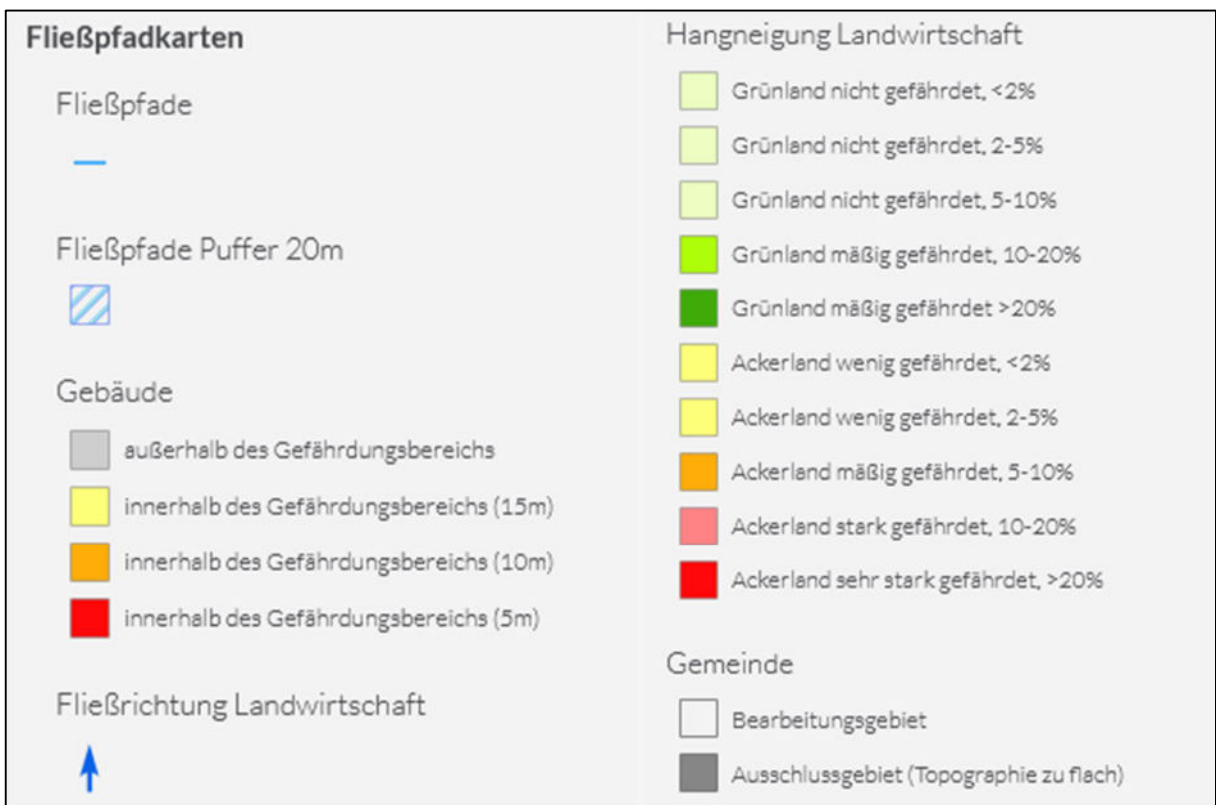 Fließpfadkarten
Fließpfade
Fließpfade Puffer 20m
Gebäude
außerhalb des Gefährdungsbereichs
innerhalb des Gefährdungsbereichs (15m)
innerhalb des Gefährdungsbereichs (10m)
innerhalb des Gefährdungsbereichs (5m)
Fließrichtung Landwirtschaft
Hangneigung Landwirtschaft
Grünland nicht gefährdet, <2%
Grünland nicht gefährdet, 2-5%
Grünland nicht gefährdet, 5-10%
Grünland mäßig gefährdet, 10-20%
Grünland mäßig gefährdet >20%
Ackerland wenig gefährdet, <2%
Ackerland wenig gefährdet, 2-5%
Ackerland mäßig gefährdet, 5-10%
Ackerland stark gefährdet, 10-20%
Ackerland sehr stark gefährdet, >20%
Gemeinde
Bearbeitungsgebiet
Ausschlussgebiet (Topographie zu flach)